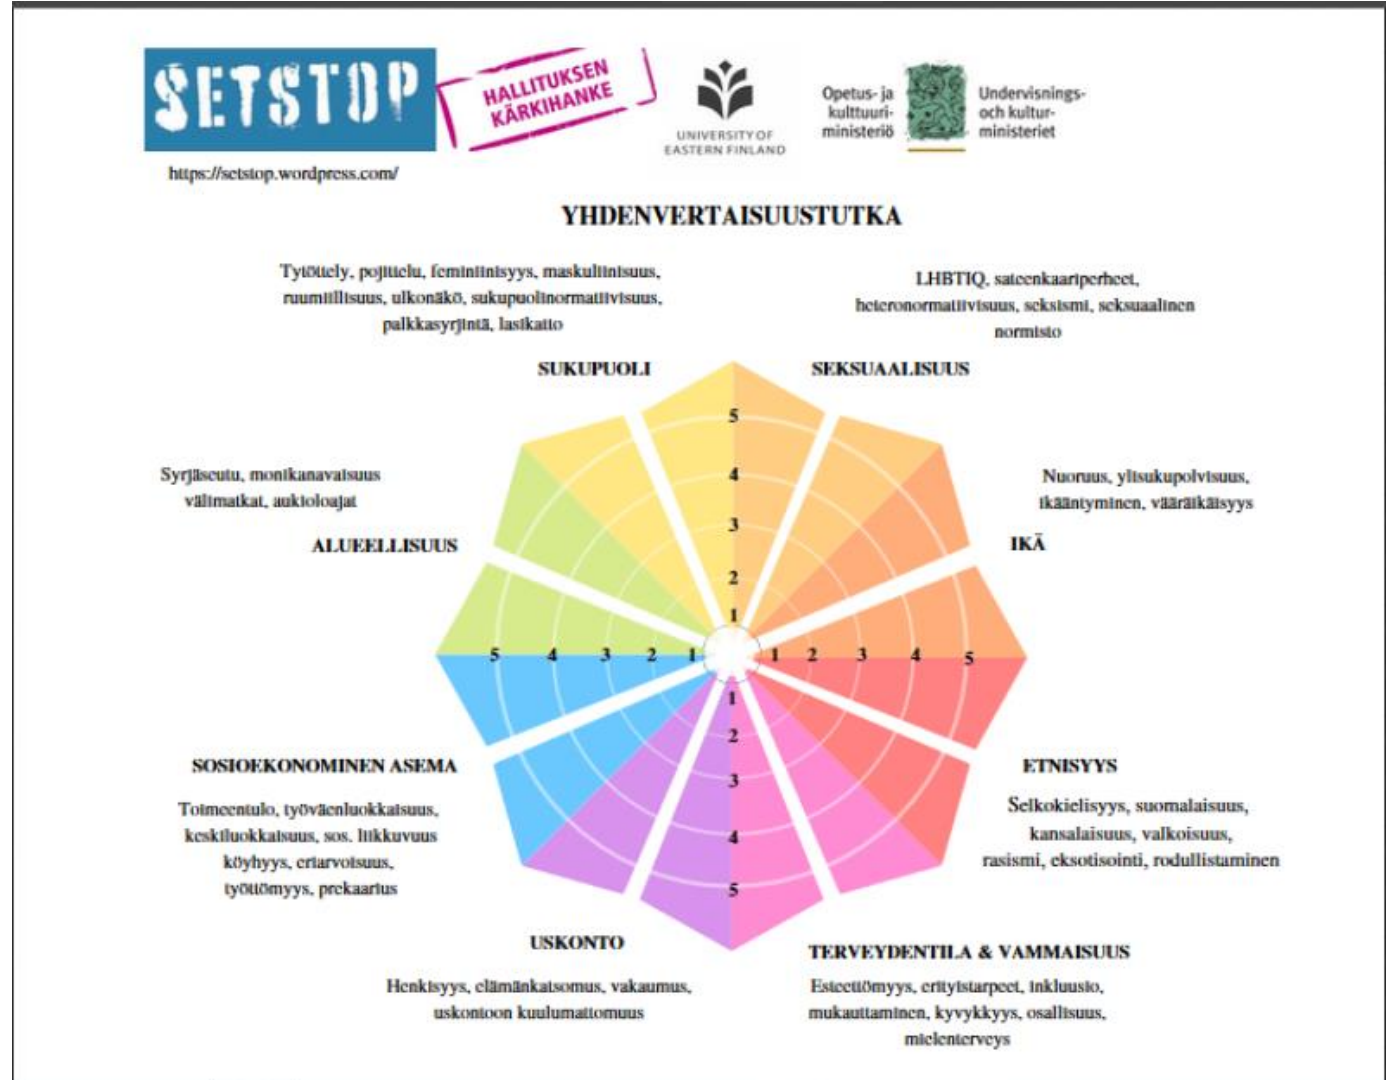 SETSTOP
HALLITUKSEN
KÄRKIHANKE
UNIVERSITY OF
EASTERN FINLAND
Opetus- ja
kulttuuri-
ministeriö
Undervisnings-
och kultur-
ministeriet
https://setstop.wordpress.com/
YHDENVERTAISUUSTUTKA
Tytöttely, pojittelu, feminiinisyys, maskuliinisuus,
ruumiillisuus, ulkonäkö, sukupuolinormatiivisuus,
palkkasyrjintä, lasikatto
SUKUPUOLI
LHBTIQ, sateenkaariperheet,
heteronormatiivisuus, seksismi, seksuaalinen
normisto
SEKSUAALISUUS
Syrjäseutu, monikanavaisuus
välimatkat, aukioloajat
ALUEELLISUUS
Nuoruus, ylisukupolvisuus,
ikääntyminen, vääräikäisyys
IKÄ
5
4
3
2
1
5 4 3 2 1 1 2 3 4 5
1
2
3
4
5
SOSIOEKONOMINEN ASEMA
Toimeentulo, työväenluokkaisuus,
keskiluokkaisuus, sos. liikkuvuus
köyhyys, eriarvoisuus,
työttömyys, prekaarius
ETNISYYS
Selkokielisyys, suomalaisuus,
kansalaisuus, valkoisuus,
rasismi, eksotisointi, rodullistaminen
USKONTO
Henkisyys, elämänkatsomus, vakaumus,
uskontoon kuulumattomuus
TERVEYDENTILA & VAMMAISUUS
Esteettömyys, erityistarpeet, inkluusio,
mukauttaminen, kyvykkyys, osallisuus,
mielenterveys